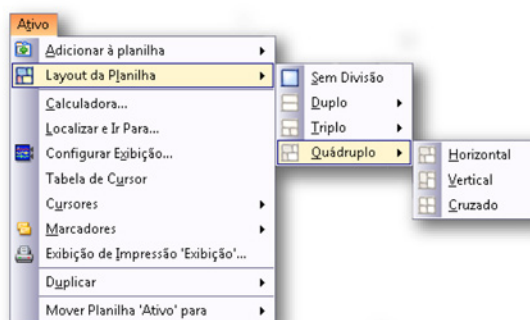 Ativo
Adicionar à planilha
Layout da Planilha
Sem Divisão
Duplo
Triplo
Quádruplo
Horizontal
Vertical
Cruzado
Calculadora...
Localizar e Ir Para...
Configurar Exibição...
Tabela de Cursor
Cursores
Marcadores
Exibição de Impressão 'Exibição'...
Duplicar
Mover Planilha 'Ativo' para